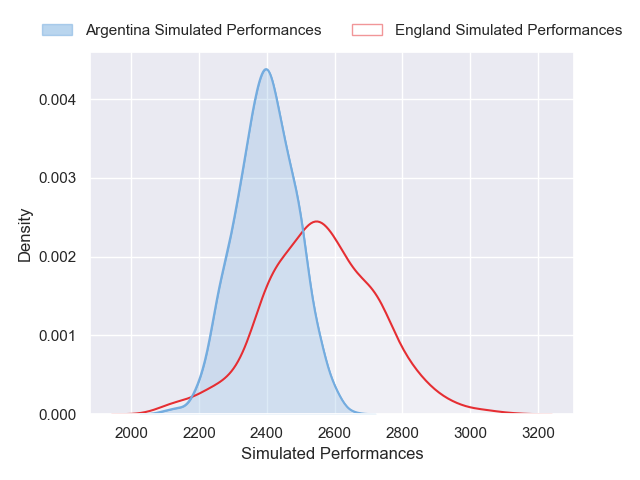 Argentina Simulated Performances England Simulated Performances
0.004
0.003
0.002
0.001
0.000
Density
2000 2200 2400 2600 2800 3000 3200
Simulated Performances